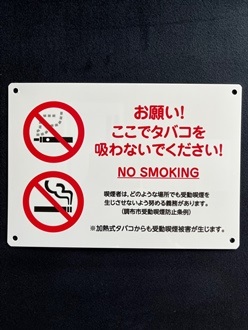 お願い!
ここでタバコを
吸わないでください!
NO SMOKING
喫煙者は、どのような場所でも受動喫煙を
生じさせないよう努める義務があります。
(調布市受動喫煙防止条例)
※加熱式タバコからも受動喫煙被害が生じます。